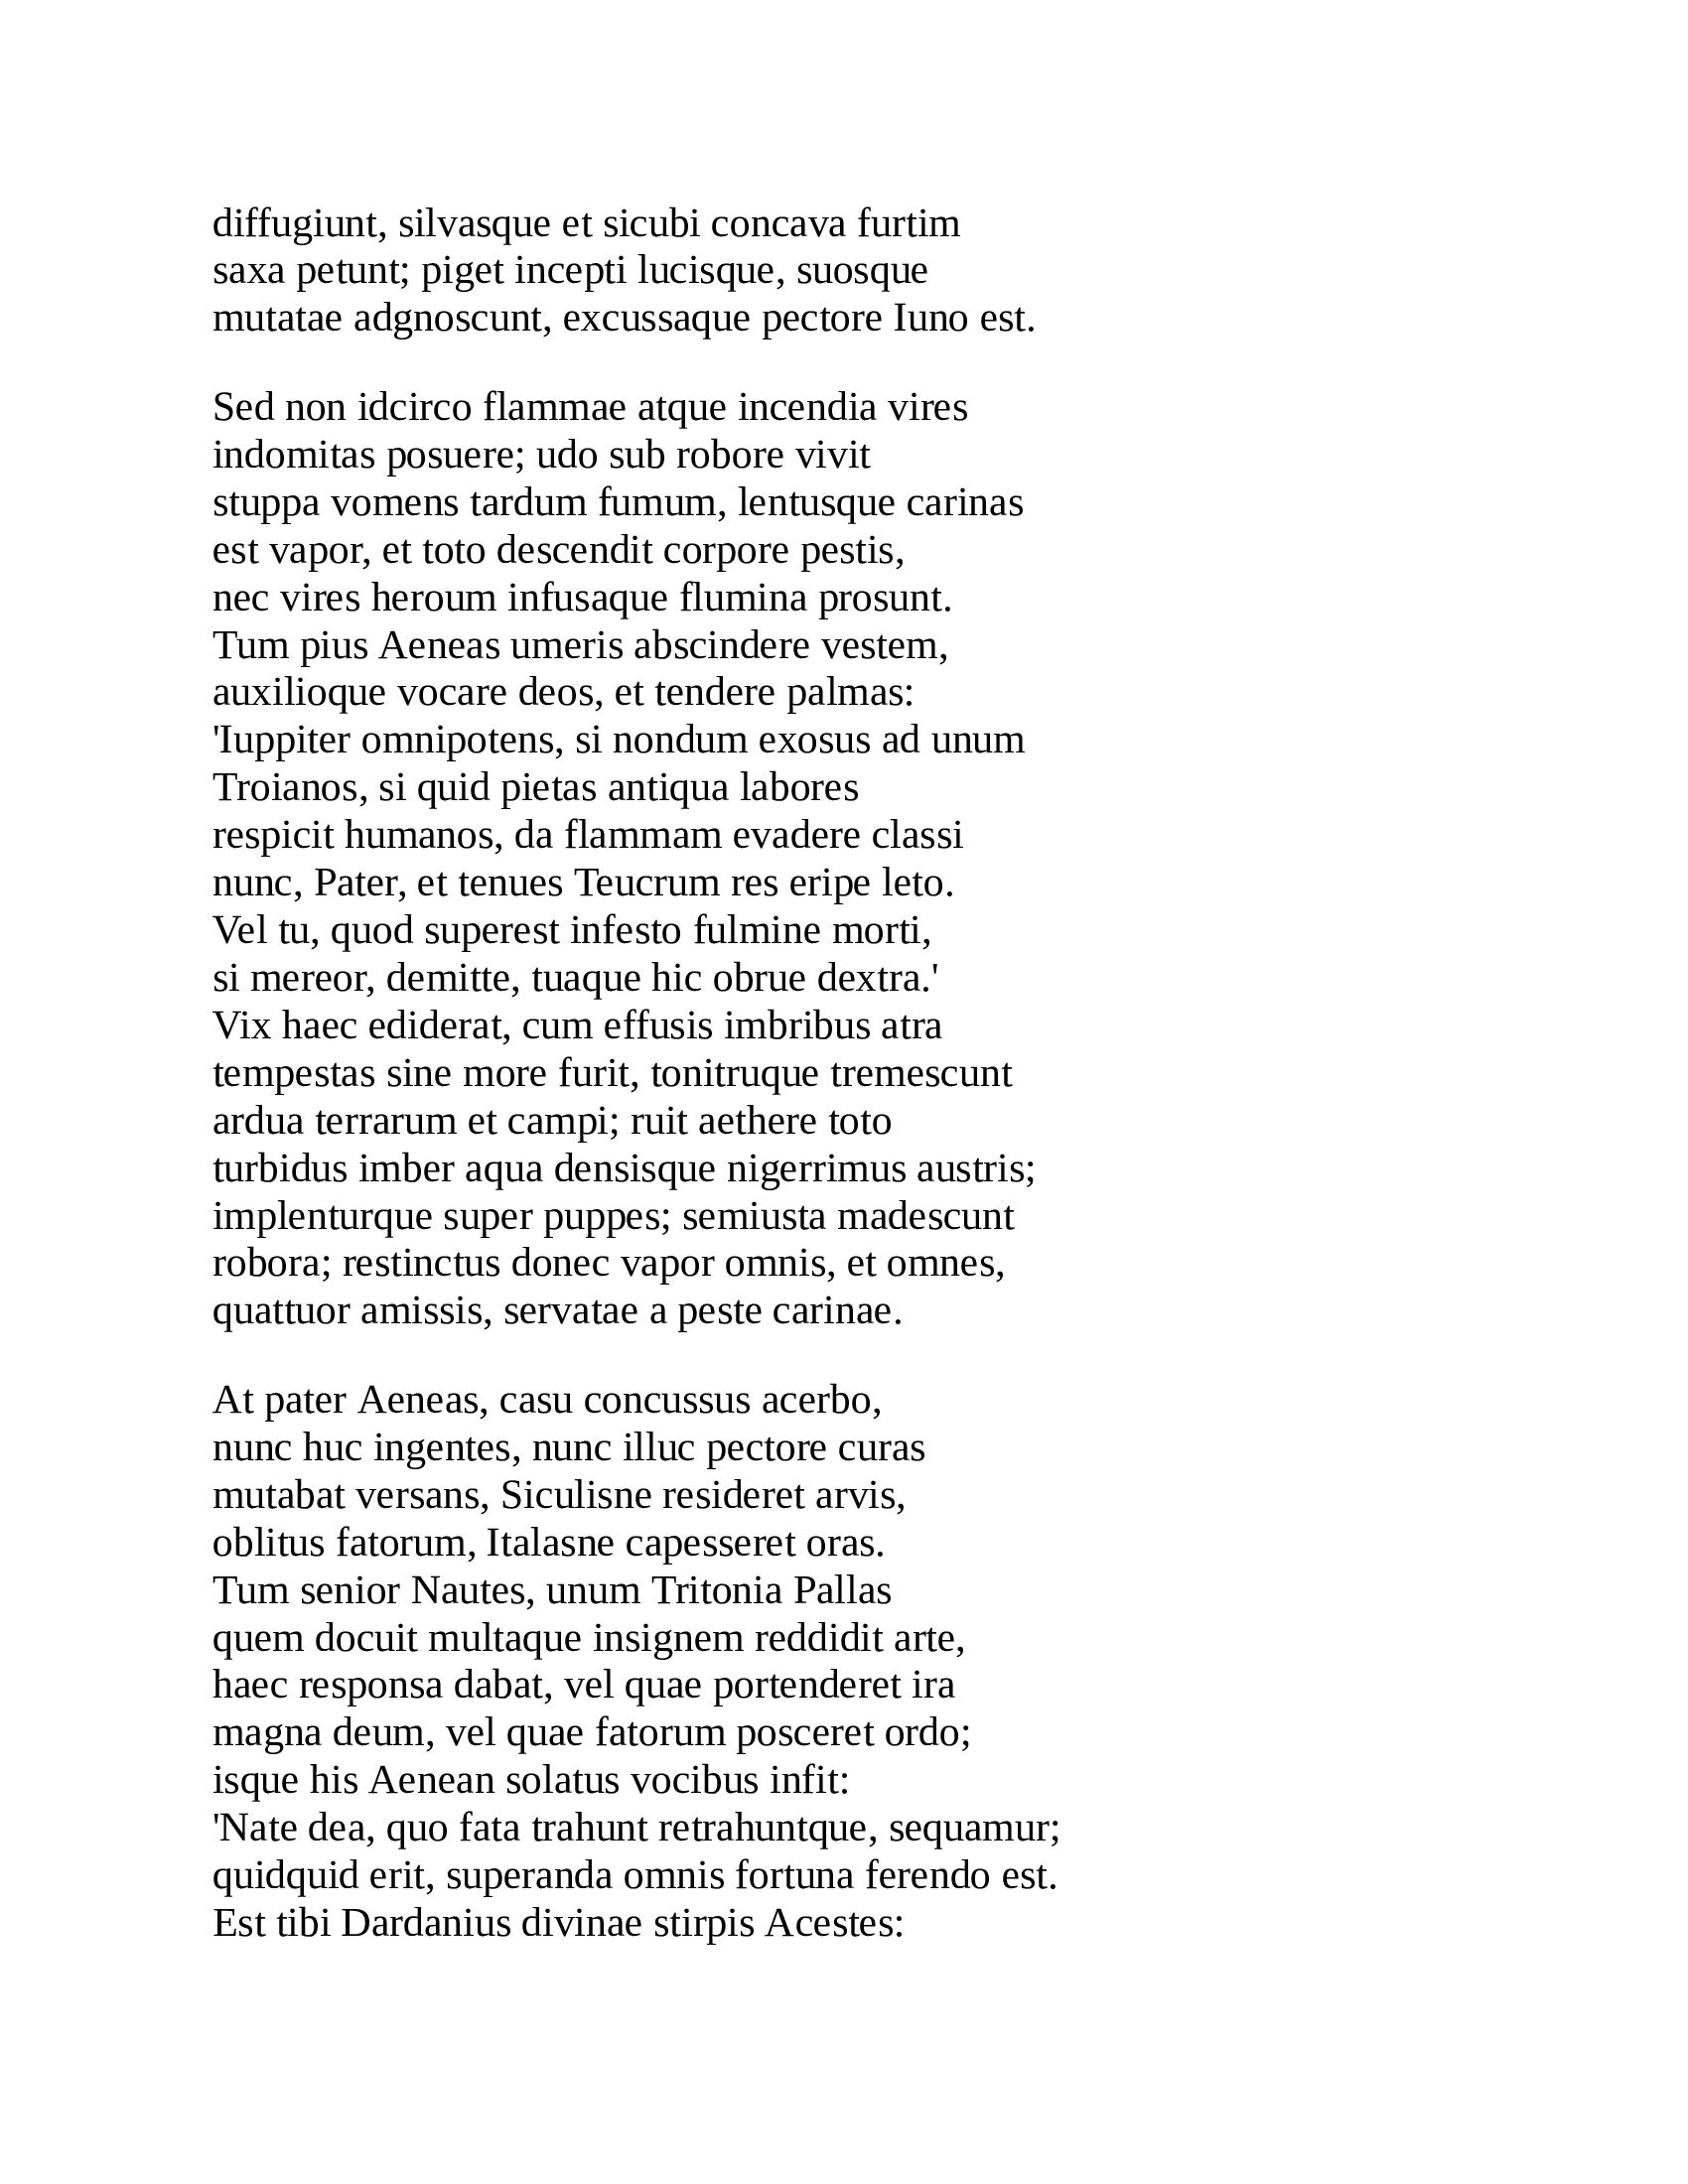 diffugiunt, silvasque et sicubi concava furtim
saxa petunt; piget incepti lucisque, suosque
mutatae adgnoscunt, excussaque pectore Iuno est.
Sed non idcirco flammae atque incendia vires
indomitas posuere; udo sub robore vivit
stuppa vomens tardum fumum, lentusque carinas
est vapor, et toto descendit corpore pestis,
nec vires heroum infusaque flumina prosunt.
Tum pius Aeneas umeris abscindere vestem,
auxilioque vocare deos, et tendere palmas:
'Iuppiter omnipotens, si nondum exosus ad unum
Troianos, si quid pietas antiqua labores
respicit humanos, da flammam evadere classi
nunc, Pater, et tenues Teucrum res eripe leto.
Vel tu, quod superest infesto fulmine morti,
si mereor, demitte, tuaque hic obrue dextra.'
Vix haec ediderat, cum effusis imbribus atra
tempestas sine more furit, tonitruque tremescunt
ardua terrarum et campi; ruit aethere toto
turbidus imber aqua densisque nigerrimus austris;
implenturque super puppes; semiusta madescunt
robora; restinctus donec vapor omnis, et omnes,
quattuor amissis, servatae a peste carinae.
At pater Aeneas, casu concussus acerbo,
nunc huc ingentes, nunc illuc pectore curas
mutabat versans, Siculisne resideret arvis,
oblitus fatorum, Italasne capesseret oras.
Tum senior Nautes, unum Tritonia Pallas
quem docuit multaque insignem reddidit arte,
haec responsa dabat, vel quae portenderet ira
magna deum, vel quae fatorum posceret ordo;
isque his Aenean solatus vocibus infit:
'Nate dea, quo fata trahunt retrahuntque, sequamur;
quidquid erit, superanda omnis fortuna ferendo est.
Est tibi Dardanius divinae stirpis Acestes: